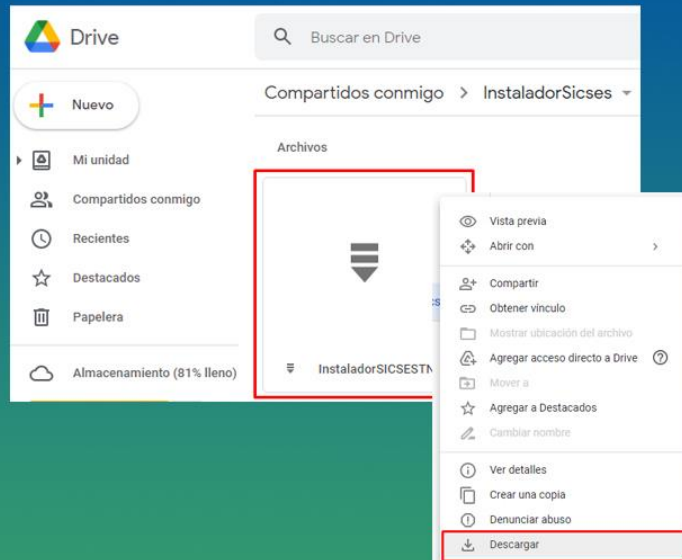 Drive
Buscar en Drive
Nuevo
Compartidos conmigo > InstaladorSicses
Mi unidad
Compartidos conmigo
Recientes
Destacados
Papelera
Almacenamiento (81% lleno)
Archivos
InstaladorSICSESTN
Vista previa
Abrir con
Compartir
Obtener vínculo
Mostrar ubicación del archivo
Agregar acceso directo a Drive
Mover a
Agregar a Destacados
Cambiar nombre
Ver detalles
Crear una copia
Denunciar abuso
Descargar